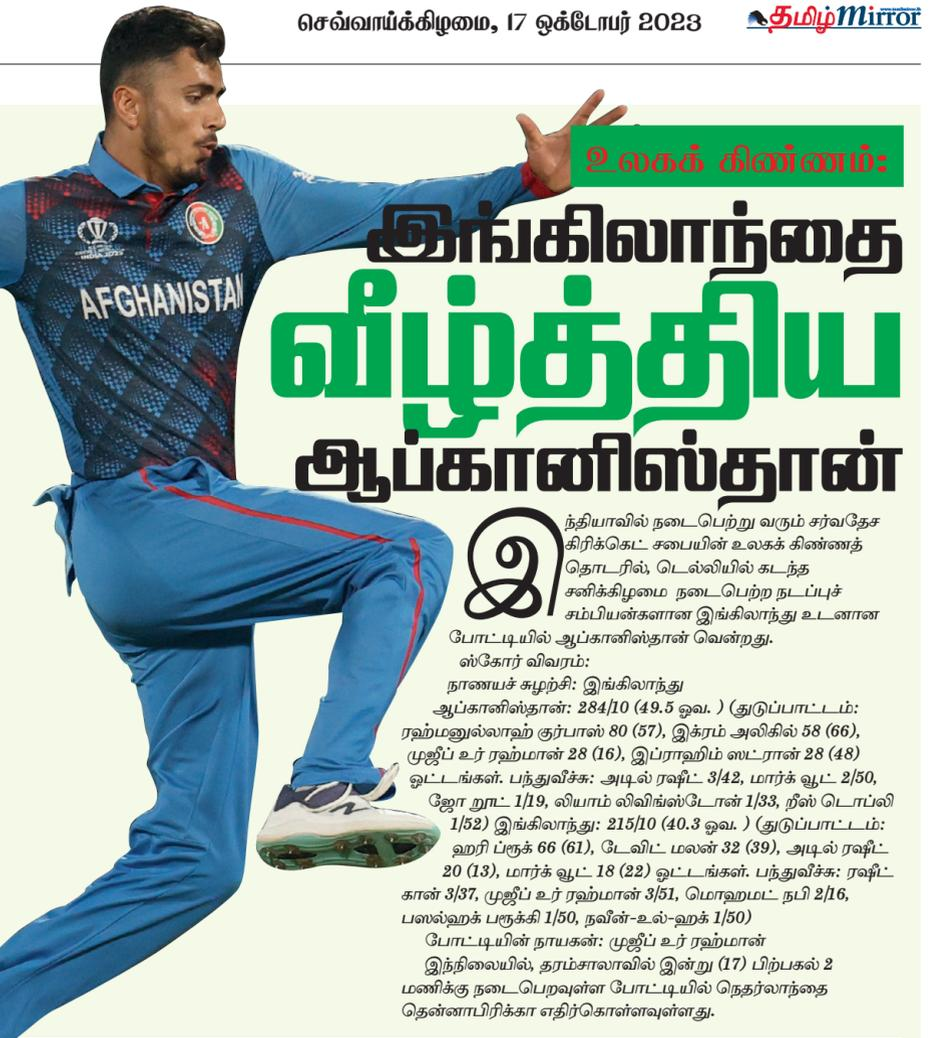 செவ்வாய்க்கிழமை, 17 ஒக்டோபர் 2023
தமிழ்mirror
உலகக் கிண்ணம்:
இங்கிலாந்தை
வீழ்த்திய
ஆப்கானிஸ்தான்
AFGHANISTAN
இந்தியாவில் நடைபெற்று வரும் சர்வதேச
கிரிக்கெட் சபையின் உலகக் கிண்ணத்
தொடரில், டெல்லியில் கடந்த
சனிக்கிழமை நடைபெற்ற நடப்புச்
சம்பியன்களான இங்கிலாந்து உடனான
போட்டியில் ஆப்கானிஸ்தான் வென்றது.
ஸ்கோர் விவரம்:
நாணயச் சுழற்சி: இங்கிலாந்து
ஆப்கானிஸ்தான்: 284/10 (49.5 ஓவ. ) (துடுப்பாட்டம்:
ரஹ்மனுல்லாஹ் குர்பாஸ் 80 (57), இக்ரம் அலிகில் 58 (66),
முஜீப் உர் ரஹ்மான் 28 (16), இப்ராஹிம் ஸட்ரான் 28 (48)
ஓட்டங்கள். பந்துவீச்சு: அடில் ரஷீட் 3/42, மார்க் வூட் 2/50,
ஜோ றூட் 1/19, லியாம் லிவிங்ஸ்டோன் 1/33, றீஸ் டொப்லி
1/52) இங்கிலாந்து: 215/10 (40.3 ஓவ. ) (துடுப்பாட்டம்:
ஹரி ப்ரூக் 66 (61), டேவிட் மலன் 32 (39), அடில் ரஷீட்
20 (13), மார்க் வூட் 18 (22) ஓட்டங்கள். பந்துவீச்சு: ரஷீட்
கான் 3/37, முஜீப் உர் ரஹ்மான் 3/51, மொஹமட் நபி 2/16,
பஸல்ஹக் பரூக்கி 1/50, நவீன்-உல்-ஹக் 1/50)
போட்டியின் நாயகன்: முஜீப் உர் ரஹ்மான்
இந்நிலையில், தரம்சாலாவில் இன்று (17) பிற்பகல் 2
மணிக்கு நடைபெறவுள்ள போட்டியில் நெதர்லாந்தை
தென்னாபிரிக்கா எதிர்கொள்ளவுள்ளது.